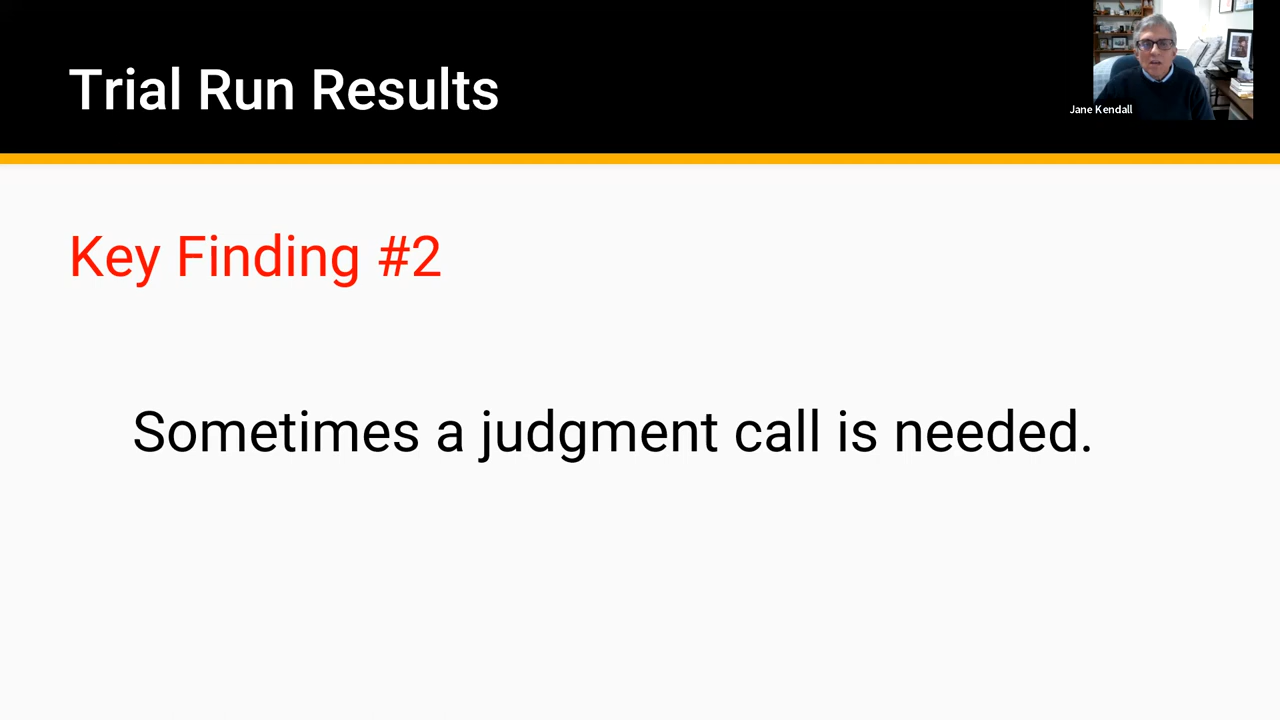 Trial Run Results
Jane Kendall
Key Finding #2
Sometimes a judgment call is needed.